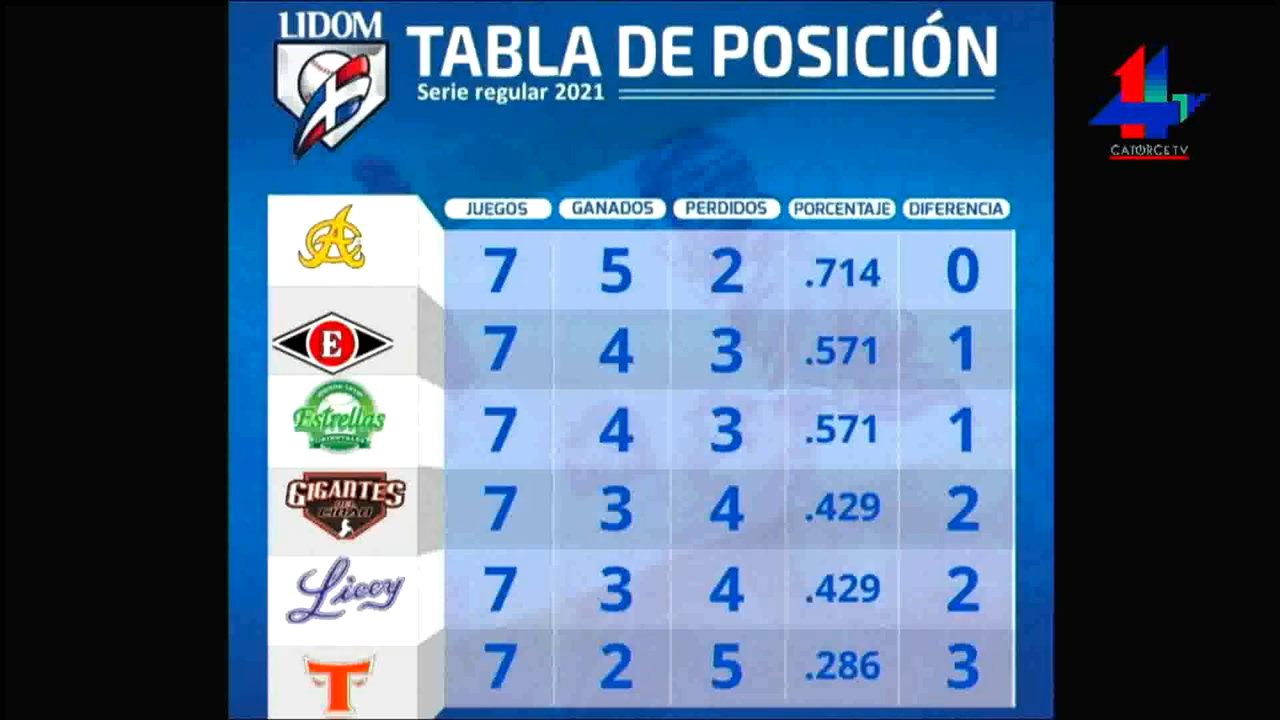 LIDOM
TABLA DE POSICIÓN
Serie regular 2021
CATORCE TV
JUEGOS GANADOS PERDIDOS PORCENTAJE DIFERENCIA
7 5 2 .714 0
E 7 4 3 .571 1
Estrellas 7 4 3 .571 1
GIGANTES
DEL
CIBAO
7 3 4 .429 2
Licey 7 3 4 .429 2
T 7 2 5 .286 3